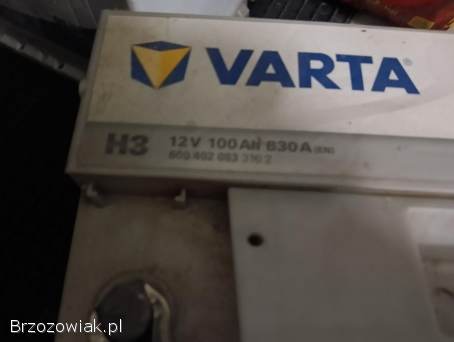 VARTA®
H3 12V 100Ah 830A (EN)
600 402 083 316 2
Brzozowiak.pl